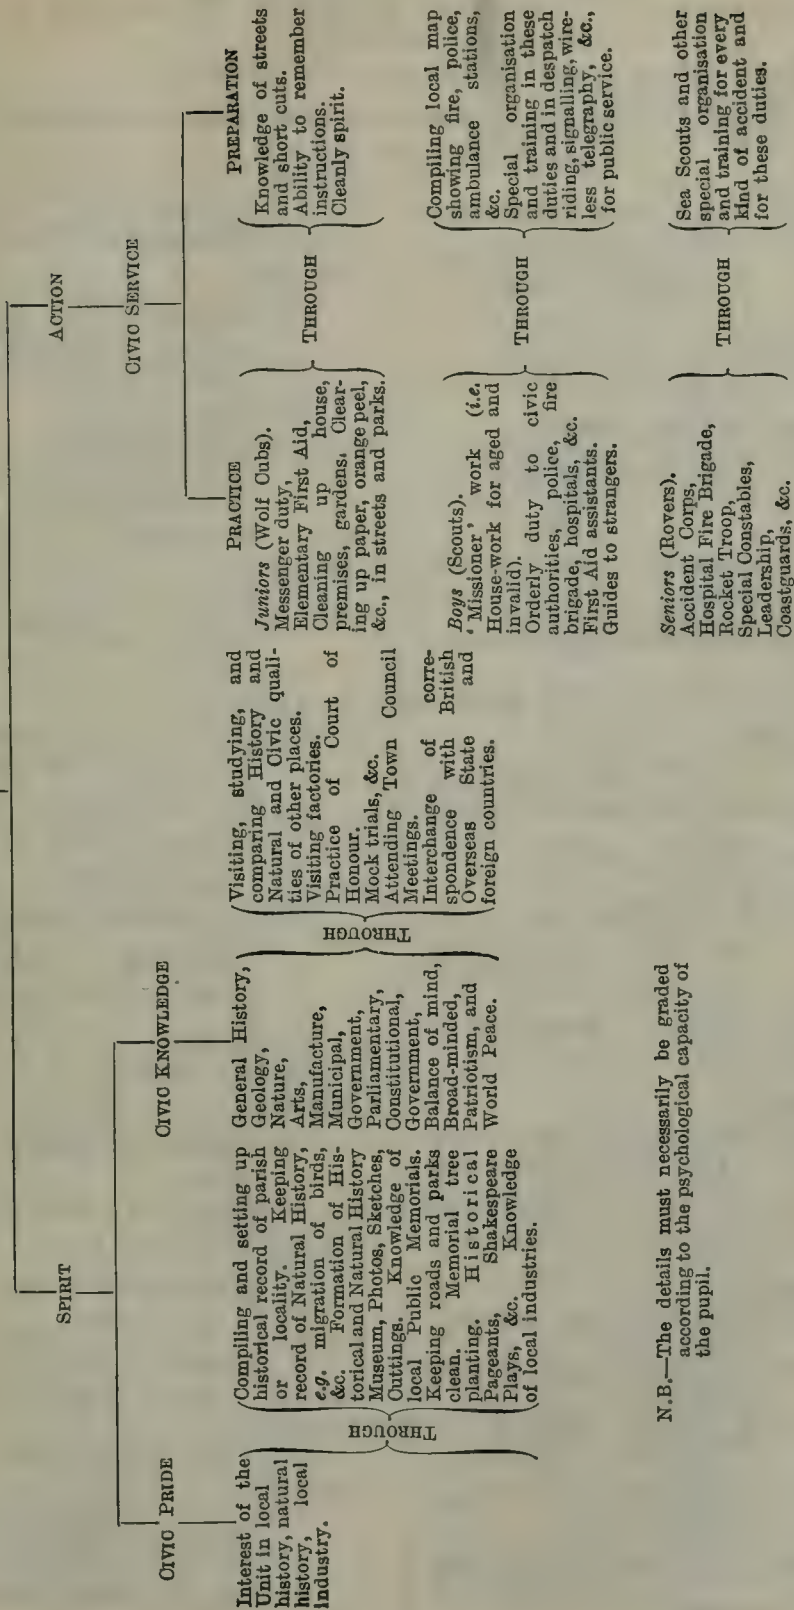 SPIRIT
CIVIC PRIDE
Interest of the
Unit in local
history, natural
history, local
industry.
THROUGH
Compiling and setting up
historical record of parish
or locality. Keeping
record of Natural History,
e.g. migration of birds,
&c. Formation of His-
torical and Natural History
Museum, Photos, Sketches,
Cuttings. Knowledge of
local Public Memorials.
Keeping roads and parks
clean. Memorial tree
planting. Historical
Pageants, Shakespeare
Plays, &c. Knowledge
of local industries.
CIVIC KNOWLEDGE
General History,
Geology,
Nature,
Arts,
Manufacture,
Municipal,
Government,
Parliamentary,
Constitutional,
Government,
Balance of mind,
Broad-minded,
Patriotism, and
World Peace.
THROUGH
Visiting, studying, and
comparing History and
Natural and Civic quali-
ties of other places.
Visiting factories.
Practice of Court of
Honour.
Mock trials, &c.
Attending Town Council
Meetings.
Interchange of corre-
spondence with British
Overseas State and
foreign countries.
ACTION
CIVIC SERVICE
PRACTICE
PREPARATION
Juniors (Wolf Cubs).
Messenger duty,
Elementary First Aid,
Cleaning up house,
premises, gardens. Clear-
ing up paper, orange peel,
&c., in streets and parks.
THROUGH
Knowledge of streets
and short cuts.
Ability to remember
instructions.
Cleanly spirit.
Boys (Scouts).
'Missioner' work (i.e.
House-work for aged and
invalid).
Orderly duty to civic
authorities, police, fire
brigade, hospitals, &c.
First Aid assistants.
Guides to strangers.
THROUGH
Compiling local map
showing fire, police,
ambulance stations,
&c.
Special organisation
and training in these
duties and in despatch
riding, signalling, wire-
less telegraphy, &c.,
for public service.
Seniors (Rovers).
Accident Corps,
Hospital Fire Brigade,
Rocket Troop,
Special Constables,
Leadership,
Coastguards, &c.
THROUGH
Sea Scouts and other
special organisation
and training for every
kind of accident and
for these duties.
N.B.—The details must necessarily be graded
according to the psychological capacity of
the pupil.